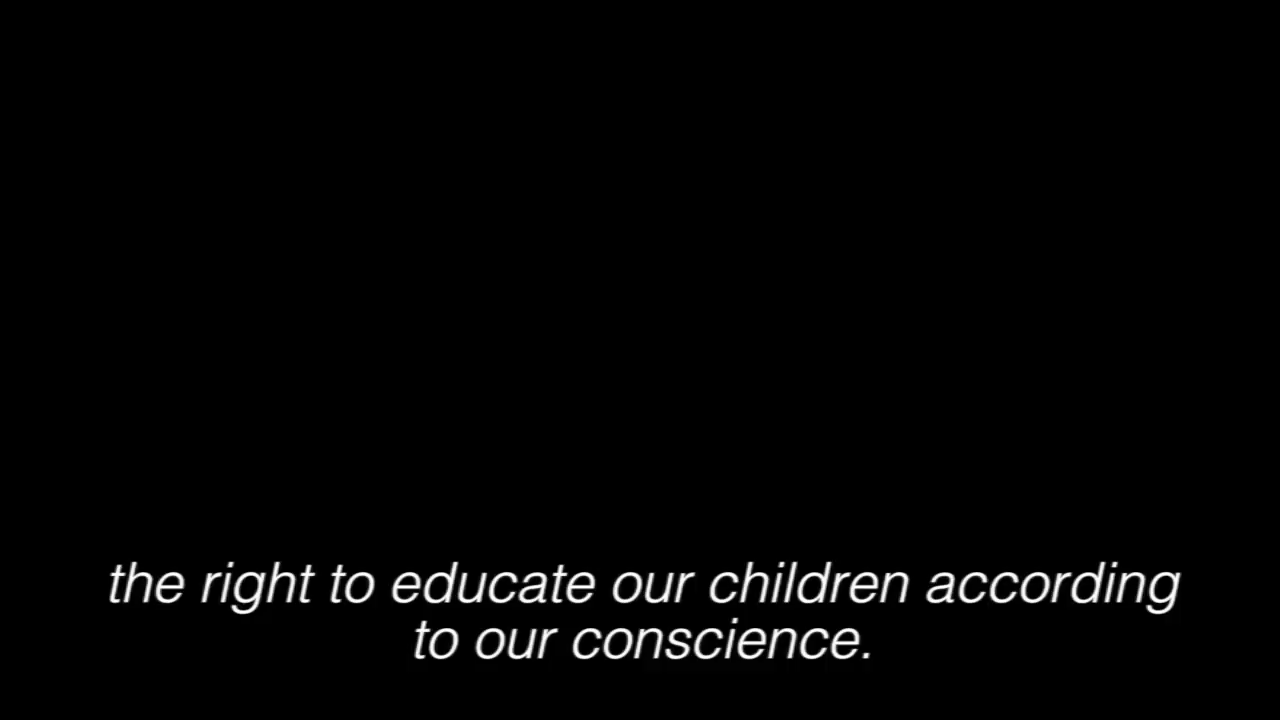 the right to educate our children according
to our conscience.